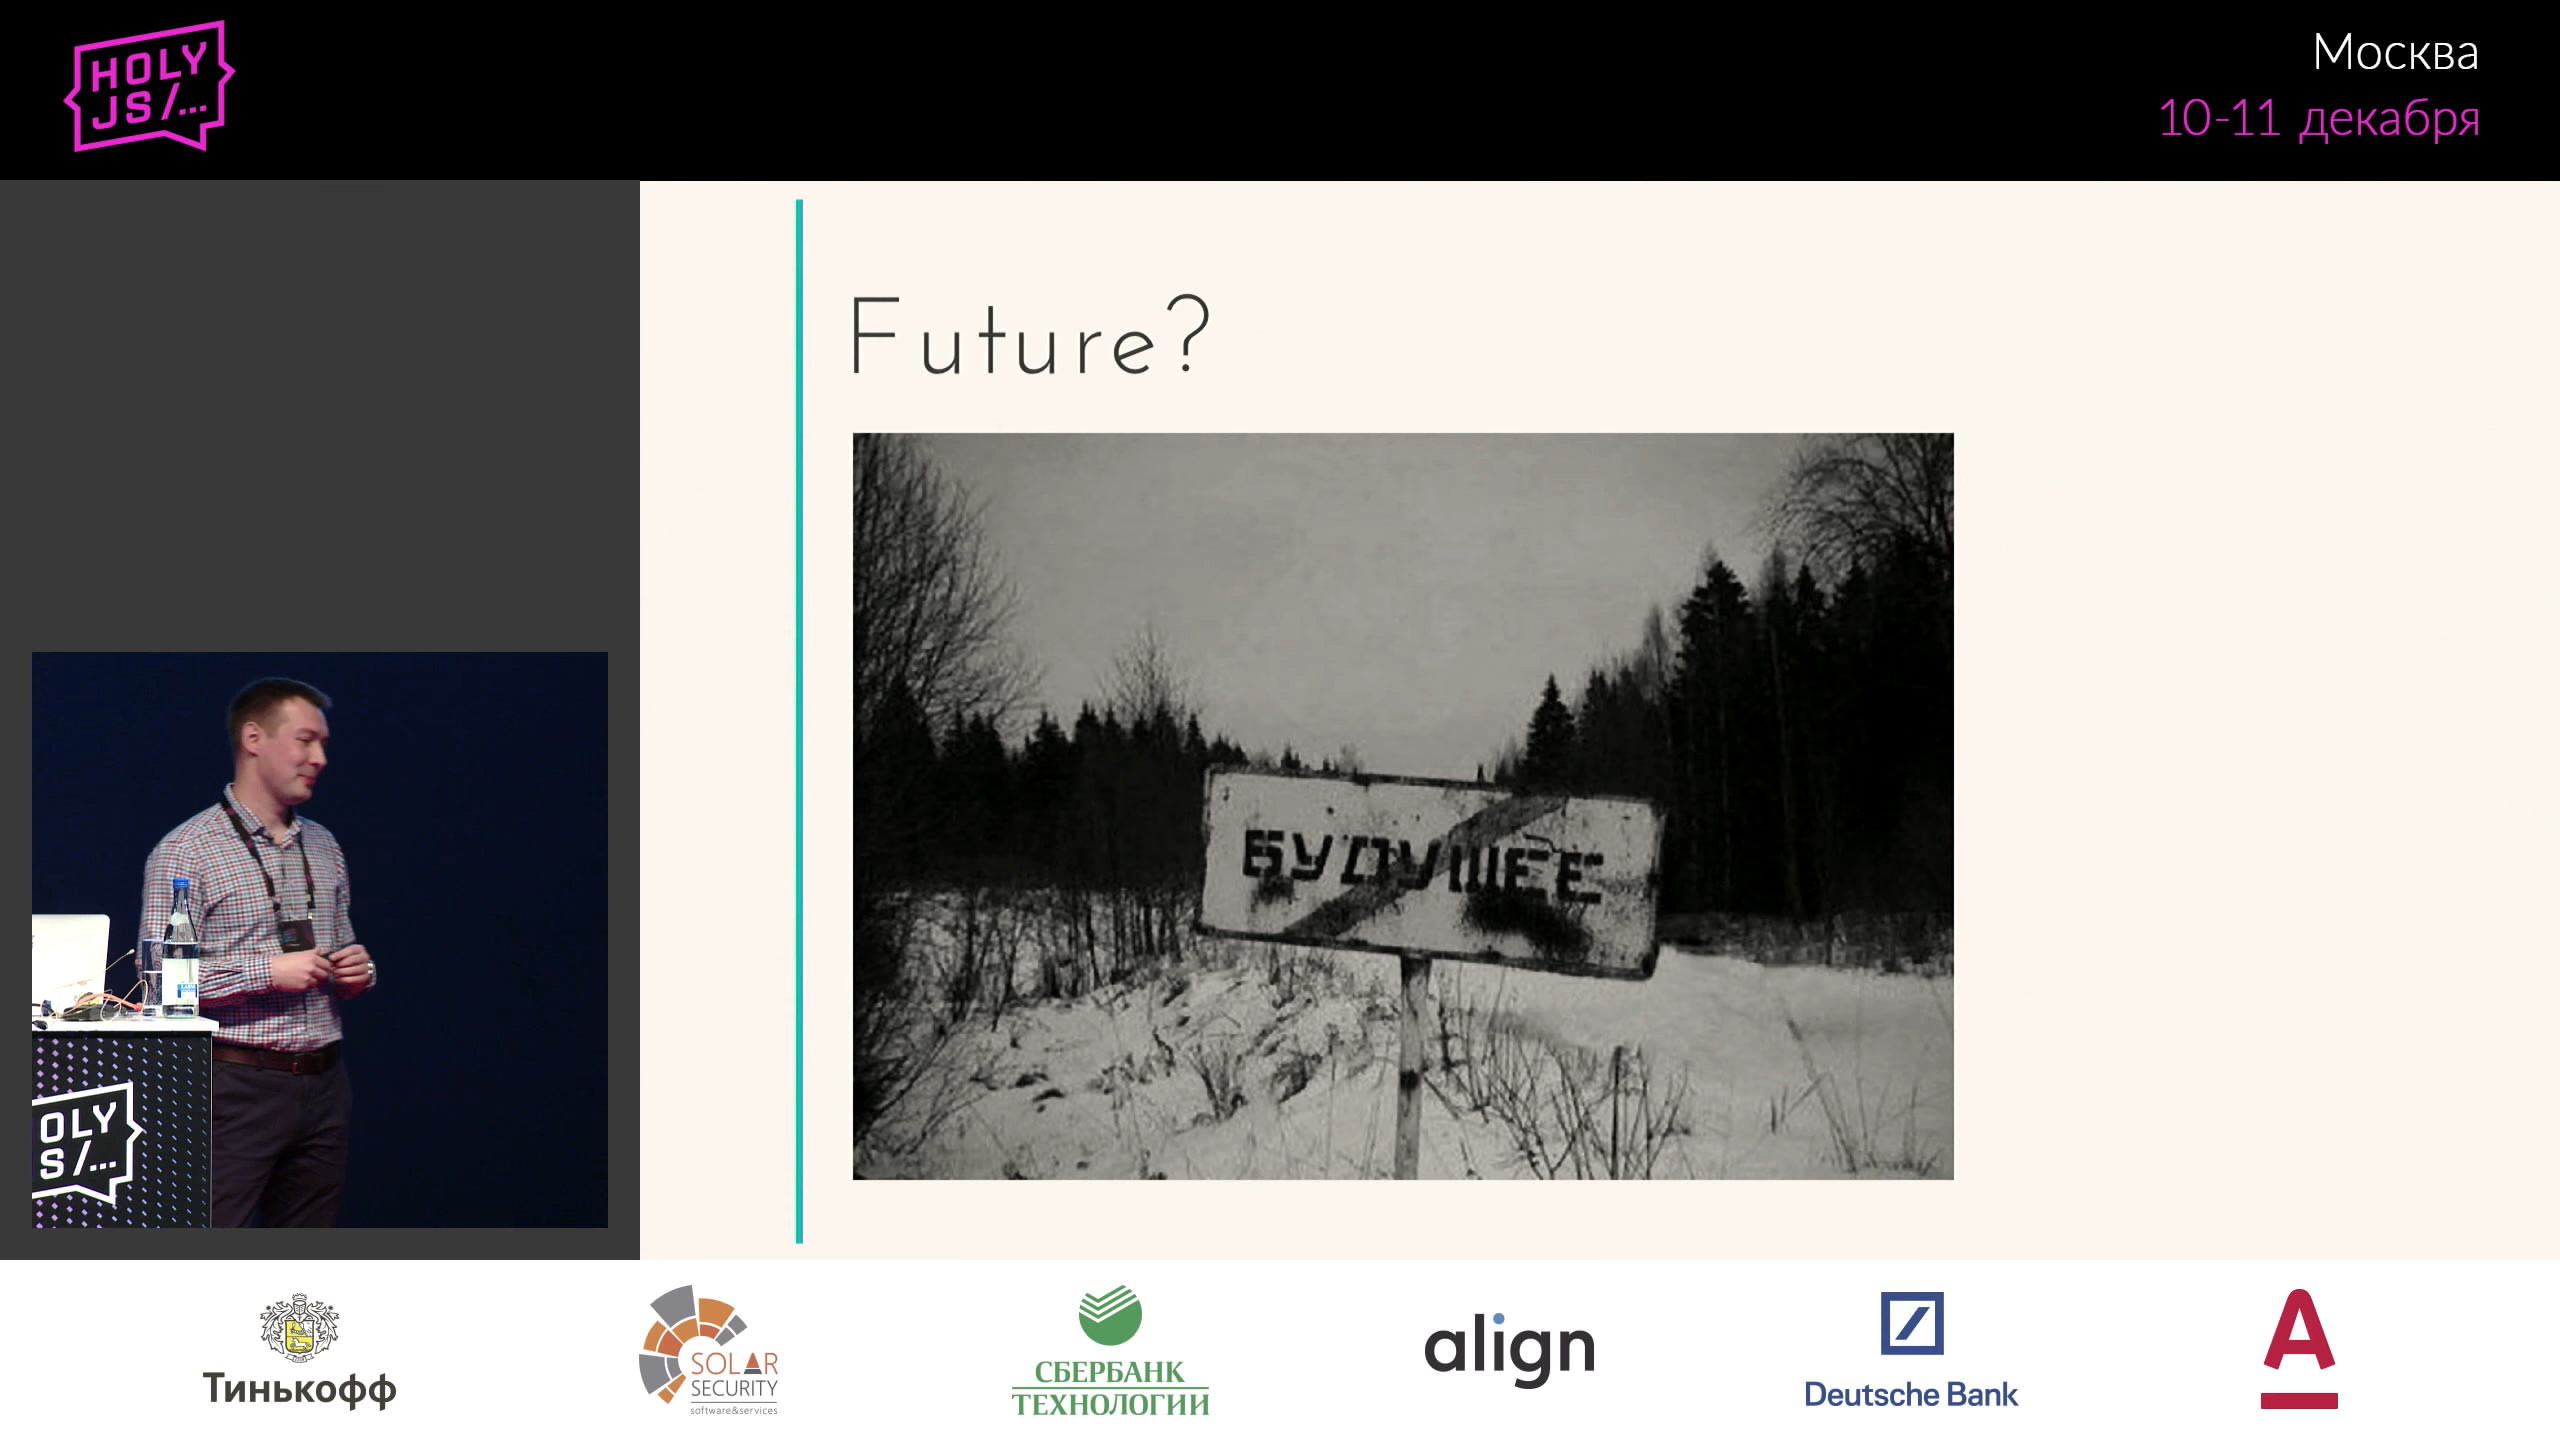 HOLY
JS/...
Москва
10-11 декабря
Future?
БУДУЩЕЕ
OLY
S/...
Тинькофф
SOLAR
SECURITY
software&services
СБЕРБАНК
ТЕХНОЛОГИИ
align
Deutsche Bank
А